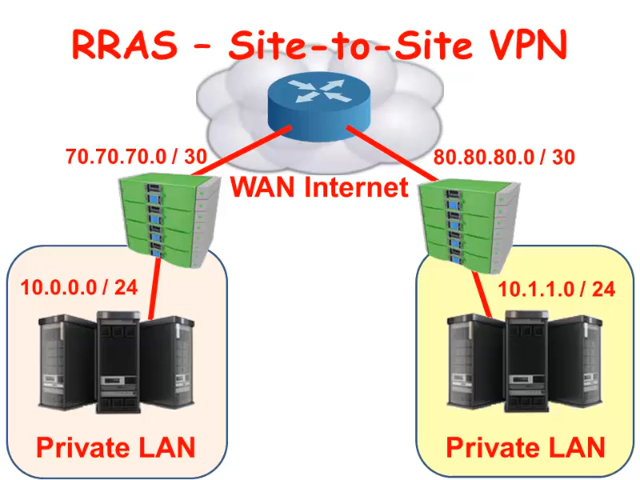 RRAS – Site-to-Site VPN
70.70.70.0 / 30
80.80.80.0 / 30
WAN Internet
10.0.0.0 / 24
10.1.1.0 / 24
Private LAN
Private LAN